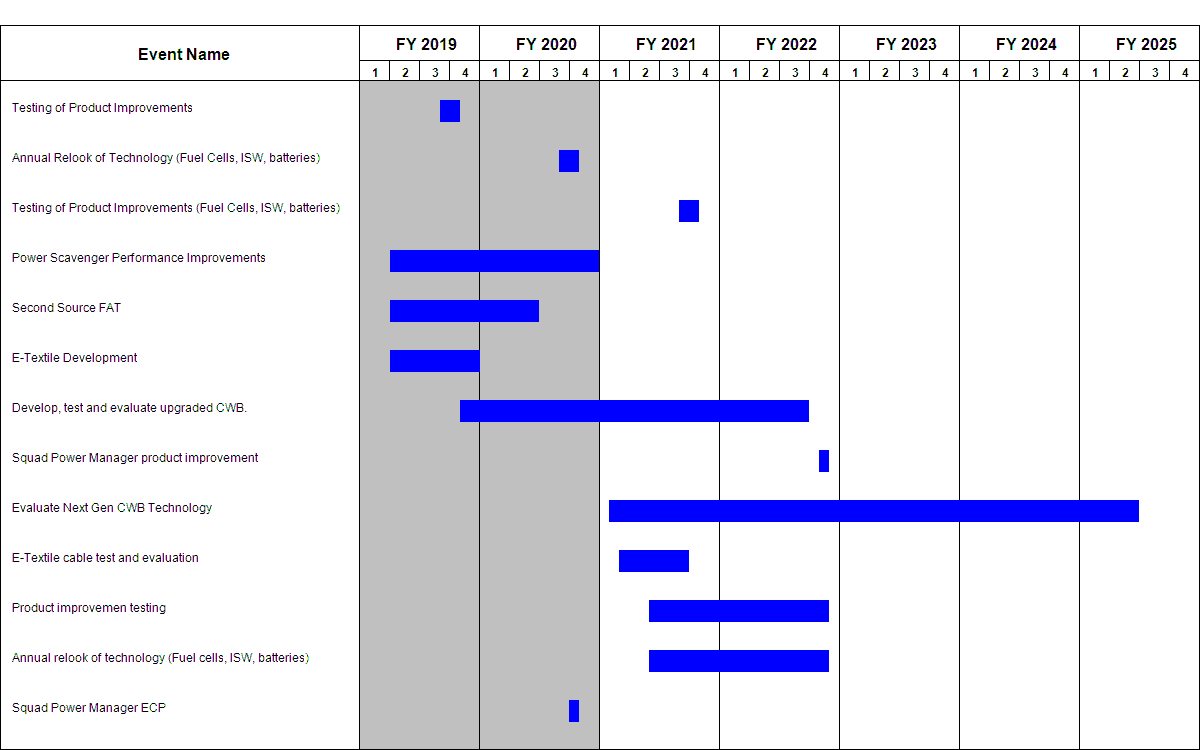 Event Name FY 2019 FY 2020 FY 2021 FY 2022 FY 2023 FY 2024 FY 2025
1 2 3 4 1 2 3 4 1 2 3 4 1 2 3 4 1 2 3 4 1 2 3 4 1 2 3 4
Testing of Product Improvements
Annual Relook of Technology (Fuel Cells, ISW, batteries)
Testing of Product Improvements (Fuel Cells, ISW, batteries)
Power Scavenger Performance Improvements
Second Source FAT
E-Textile Development
Develop, test and evaluate upgraded CWB.
Squad Power Manager product improvement
Evaluate Next Gen CWB Technology
E-Textile cable test and evaluation
Product improvemen testing
Annual relook of technology (Fuel cells, ISW, batteries)
Squad Power Manager ECP